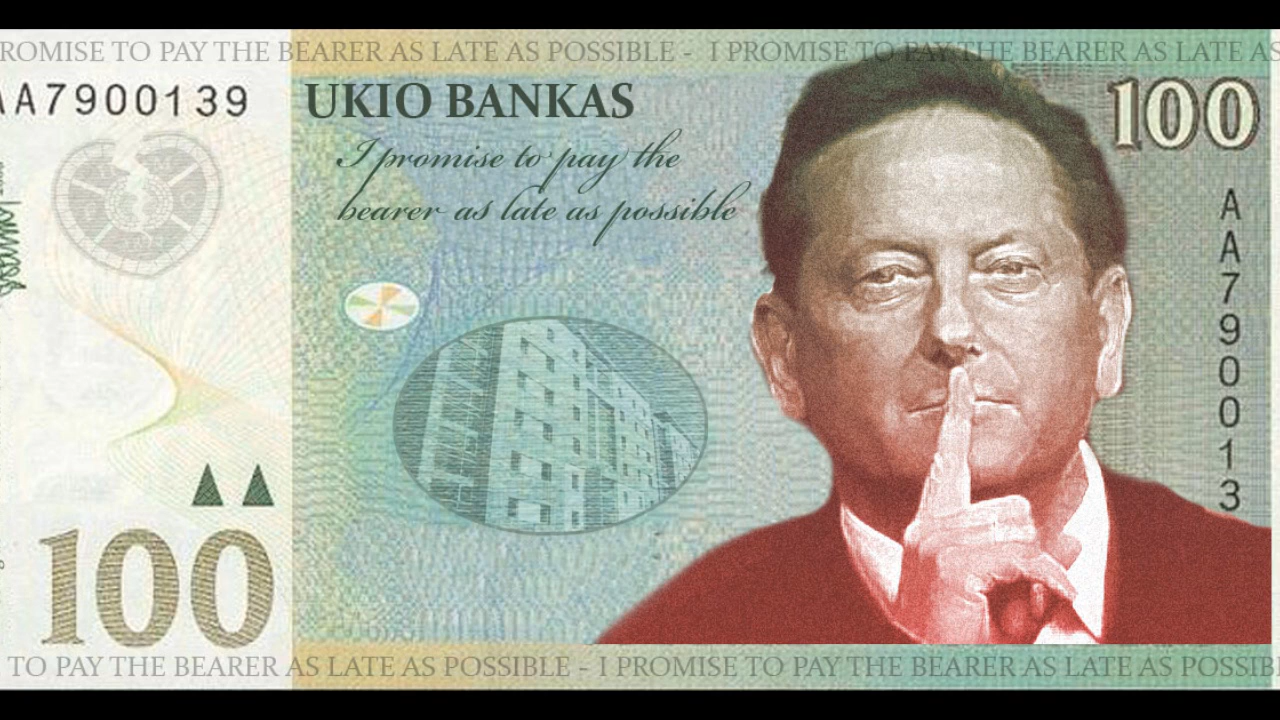 ROMISE TO PAY THE BEARER AS LATE AS POSSIBLE - I PROMISE TO PAY THE BEARER AS LATE AS
AA7900139
UKIO BANKAS
100
I promise to pay the
bearer as late as possible
AA790013
100
TO PAY THE BEARER AS LATE AS POSSIBLE - I PROMISE TO PAY THE BEARER AS LATE AS POSSIB